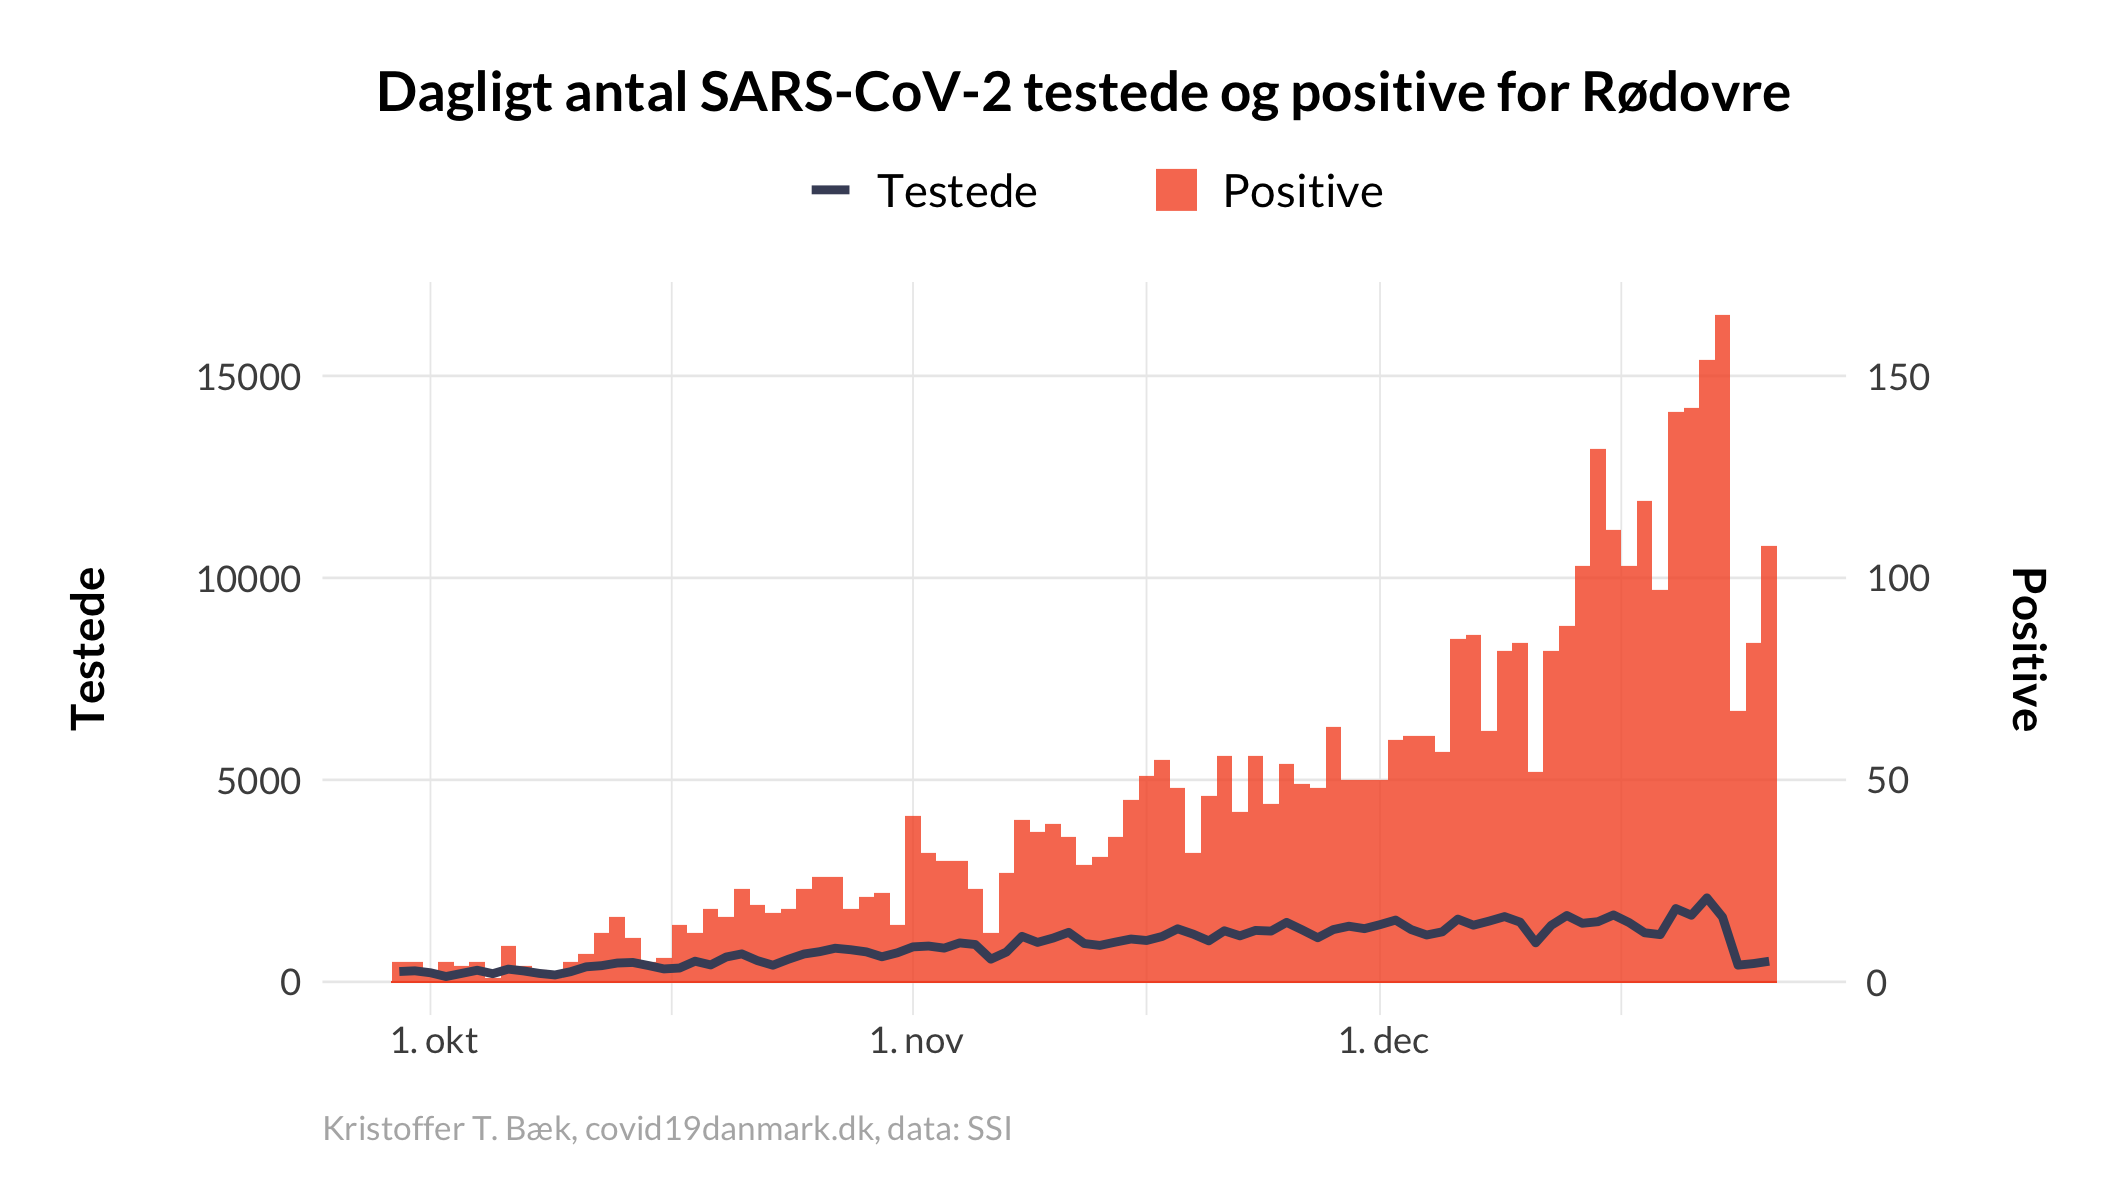 Dagligt antal SARS-CoV-2 testede og positive for Rødovre
Testede
Positive
15000
10000
5000
0
Testede
150
100
50
0
Positive
1. okt
1. nov
1. dec
Kristoffer T. Bæk, covid19danmark.dk, data: SSI